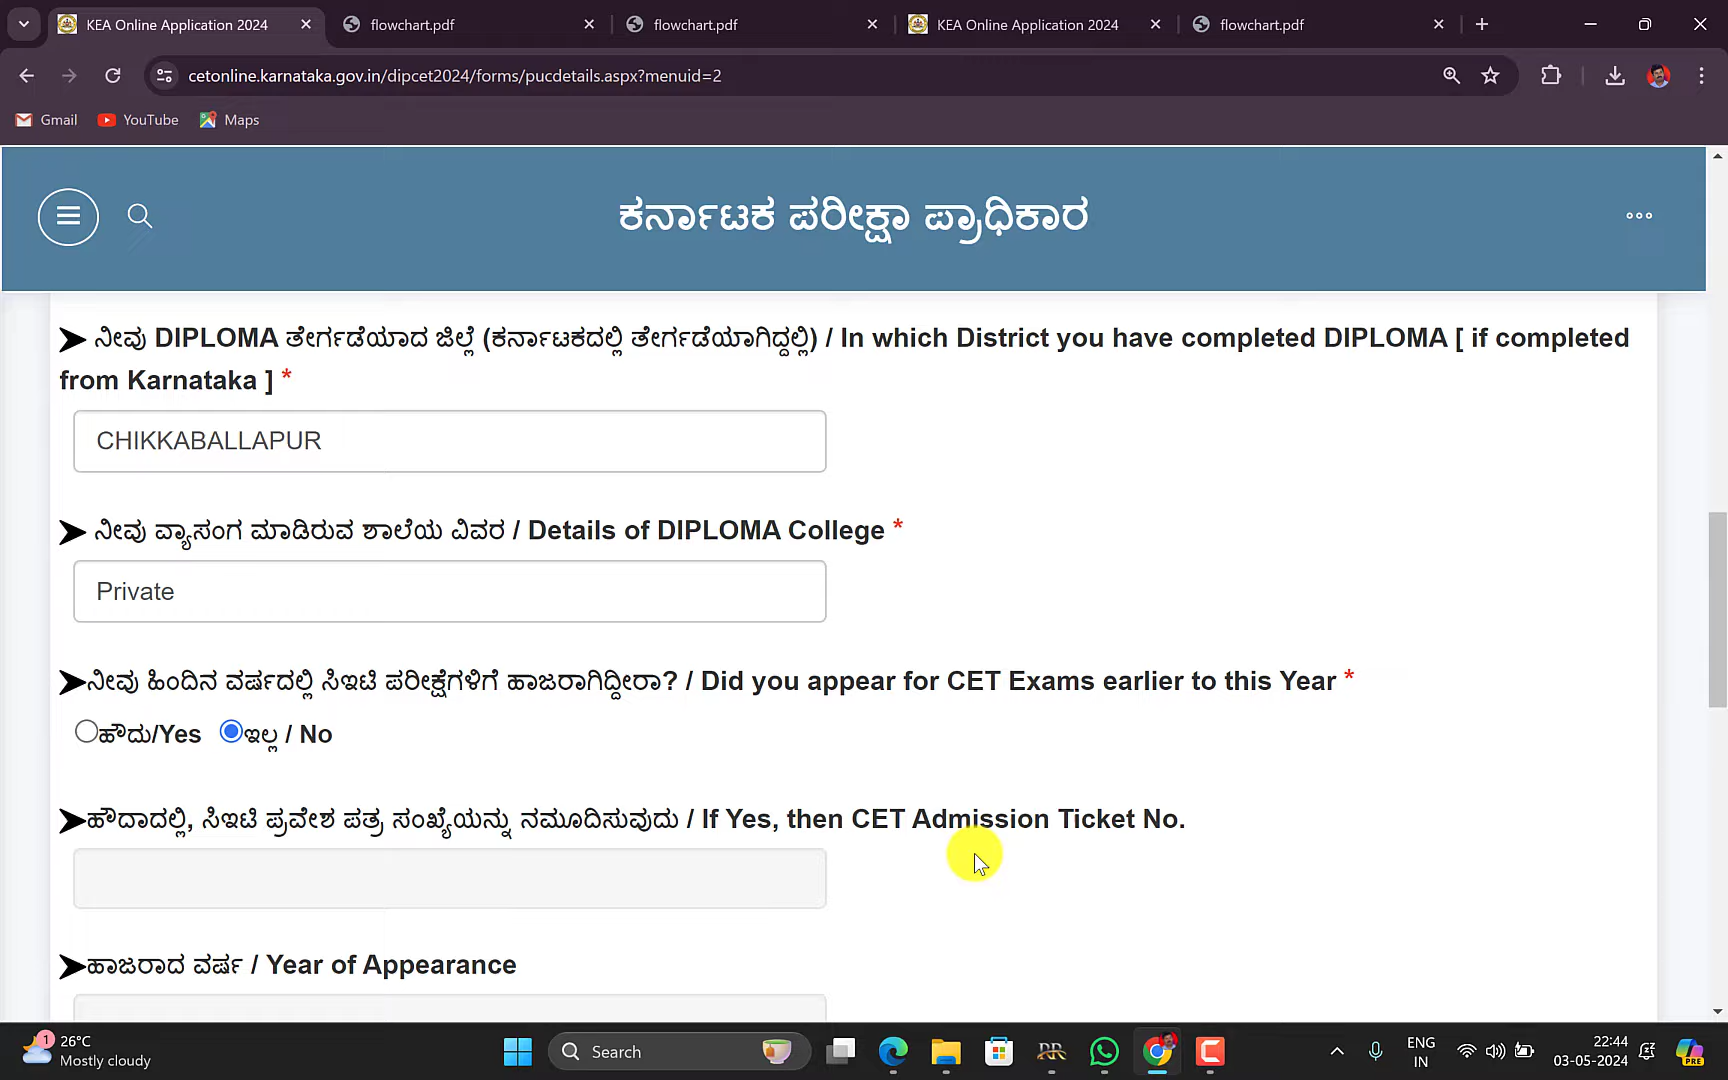 KEA Online Application 2024
flowchart.pdf
flowchart.pdf
KEA Online Application 2024
flowchart.pdf
cetonline.karnataka.gov.in/dipcet2024/forms/pucdetails.aspx?menuid=2
Gmail YouTube Maps
ಕರ್ನಾಟಕ ಪರೀಕ್ಷಾ ಪ್ರಾಧಿಕಾರ
➤ ನೀವು DIPLOMA ತೇರ್ಗಡೆಯಾದ ಜಿಲ್ಲೆ (ಕರ್ನಾಟಕದಲ್ಲಿ ತೇರ್ಗಡೆಯಾಗಿದ್ದಲ್ಲಿ) / In which District you have completed DIPLOMA [ if completed
from Karnataka ] *
CHIKKABALLAPUR
➤ ನೀವು ವ್ಯಾಸಂಗ ಮಾಡಿರುವ ಶಾಲೆಯ ವಿವರ / Details of DIPLOMA College *
Private
➤ನೀವು ಹಿಂದಿನ ವರ್ಷದಲ್ಲಿ ಸಿಇಟಿ ಪರೀಕ್ಷೆಗಳಿಗೆ ಹಾಜರಾಗಿದ್ದೀರಾ? / Did you appear for CET Exams earlier to this Year *
ಹೌದು/Yes ಇಲ್ಲ / No
➤ಹೌದಾದಲ್ಲಿ, ಸಿಇಟಿ ಪ್ರವೇಶ ಪತ್ರ ಸಂಖ್ಯೆಯನ್ನು ನಮೂದಿಸುವುದು / If Yes, then CET Admission Ticket No.
➤ಹಾಜರಾದ ವರ್ಷ / Year of Appearance
1
26°C
Mostly cloudy
Search
RR
ENG
IN
22:44
03-05-2024
PRE